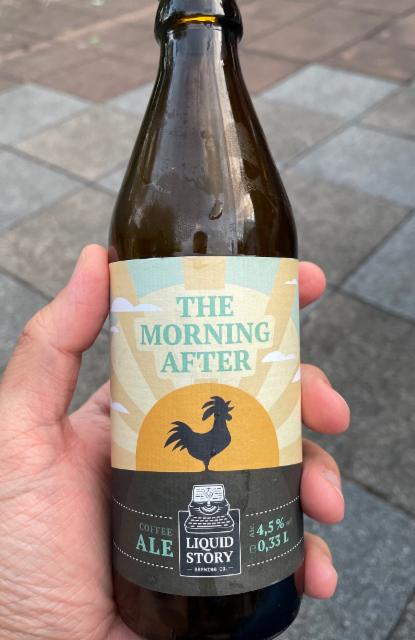 THE
MORNING
AFTER
COFFEE
ALE
LIQUID
STORY
BREWING CO.
4,5%
0,33 L